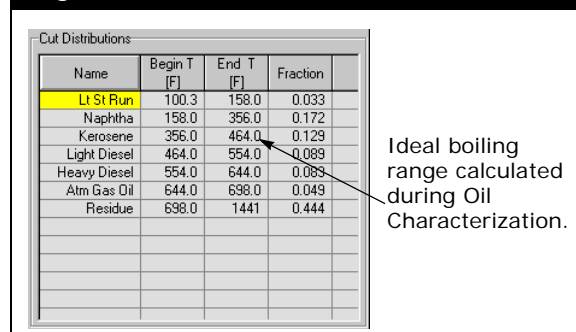 Cut Distributions
Name Begin T [F] End T [F] Fraction
Lt St Run 100.3 158.0 0.033
Naphtha 158.0 356.0 0.172
Kerosene 356.0 464.0 0.129
Light Diesel 464.0 554.0 0.089
Heavy Diesel 554.0 644.0 0.083
Atm Gas Oil 644.0 698.0 0.049
Residue 698.0 1441 0.444
Ideal boiling
range calculated
during Oil
Characterization.